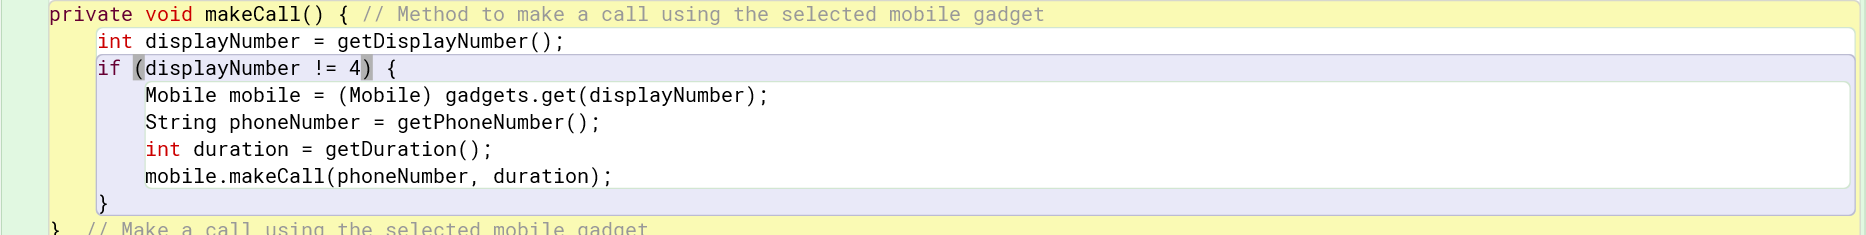 private void makeCall() { // Method to make a call using the selected mobile gadget
int displayNumber = getDisplayNumber();
if (displayNumber != 4) {
Mobile mobile = (Mobile) gadgets.get(displayNumber);
String phoneNumber = getPhoneNumber();
int duration = getDuration();
mobile.makeCall(phoneNumber, duration);
}
} // Make a call using the selected mobile gadget